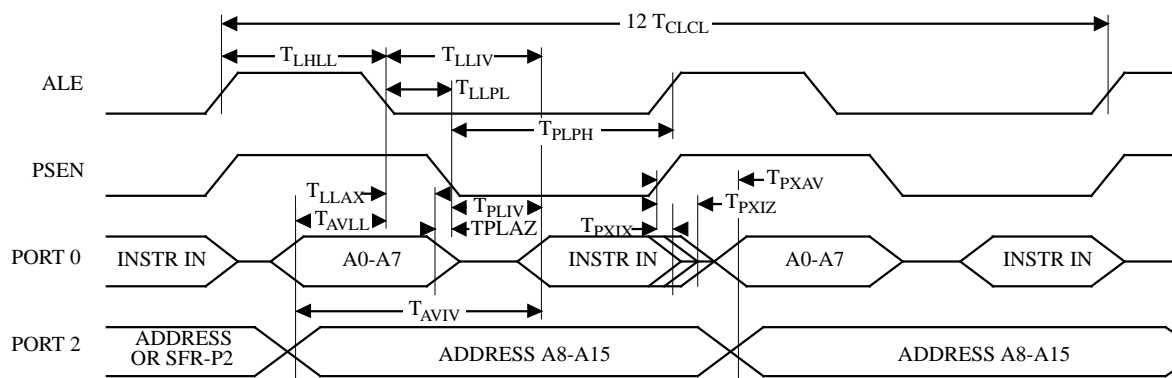 12 TCLCL
TLHLL TLLIV
ALE
TLLPL
TPLPH
PSEN
TLLAX TPXAV
TPLIV TPXIZ
TAVLL TPLAZ TPXIX
PORT 0 INSTR IN A0-A7 INSTR IN A0-A7 INSTR IN
TAVIV
PORT 2 ADDRESS OR SFR-P2 ADDRESS A8-A15 ADDRESS A8-A15